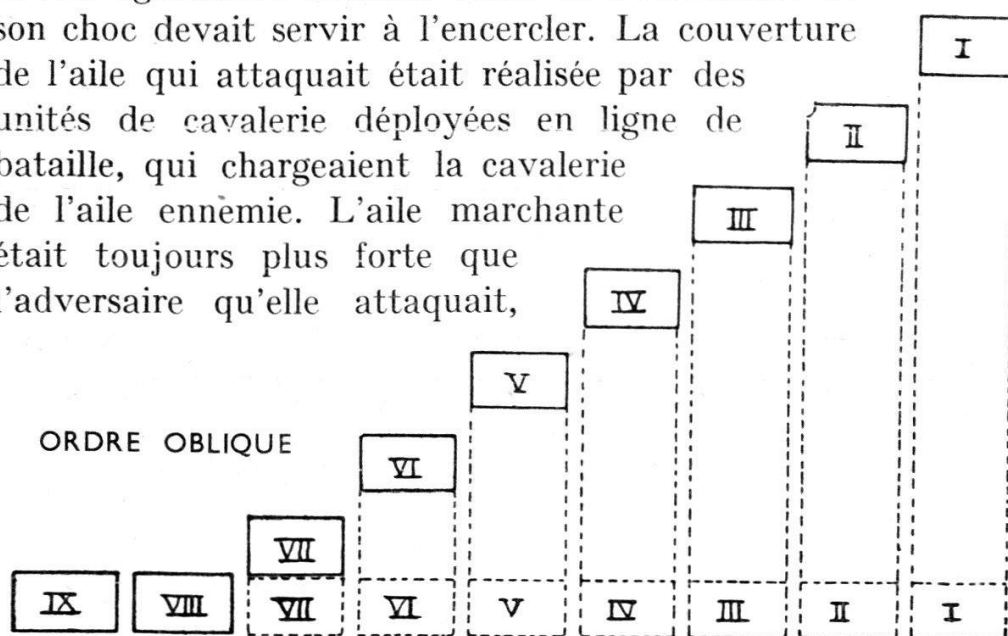 son choc devait servir à l'encercler. La couverture
de l'aile qui attaquait était réalisée par des
unités de cavalerie déployées en ligne de
bataille, qui chargeaient la cavalerie
de l'aile ennemie. L'aile marchante
était toujours plus forte que
l'adversaire qu'elle attaquait,
I
II
III
IV
V
ORDRE OBLIQUE
VI
VII
IX VIII VII VI V IV III II I